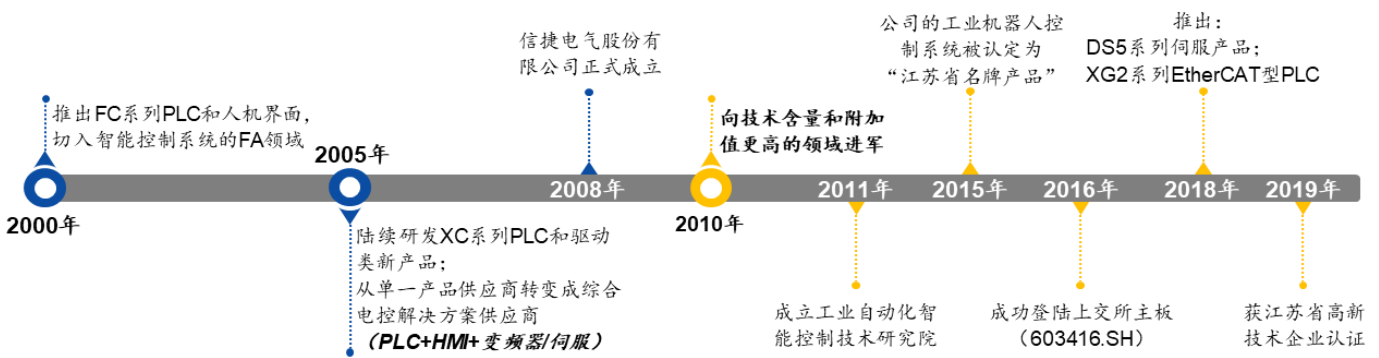 2000年
推出FC系列PLC和人机界面,
切入智能控制系统的FA领域
2005年
陆续研发XC系列PLC和驱动
类新产品;
从单一产品供应商转变成综合
电控解决方案供应商
（PLC+HMI+变频器/伺服）
信捷电气股份有
限公司正式成立
2008年
2010年
向技术含量和附加
值更高的领域进军
2011年
成立工业自动化智
能控制技术研究院
公司的工业机器人控
制系统被认定为
“江苏省名牌产品”
2015年
2016年
成功登陆上交所主板
（603416.SH）
推出：
DS5系列伺服产品;
XG2系列EtherCAT型PLC
2018年
2019年
获江苏省高新
技术企业认证